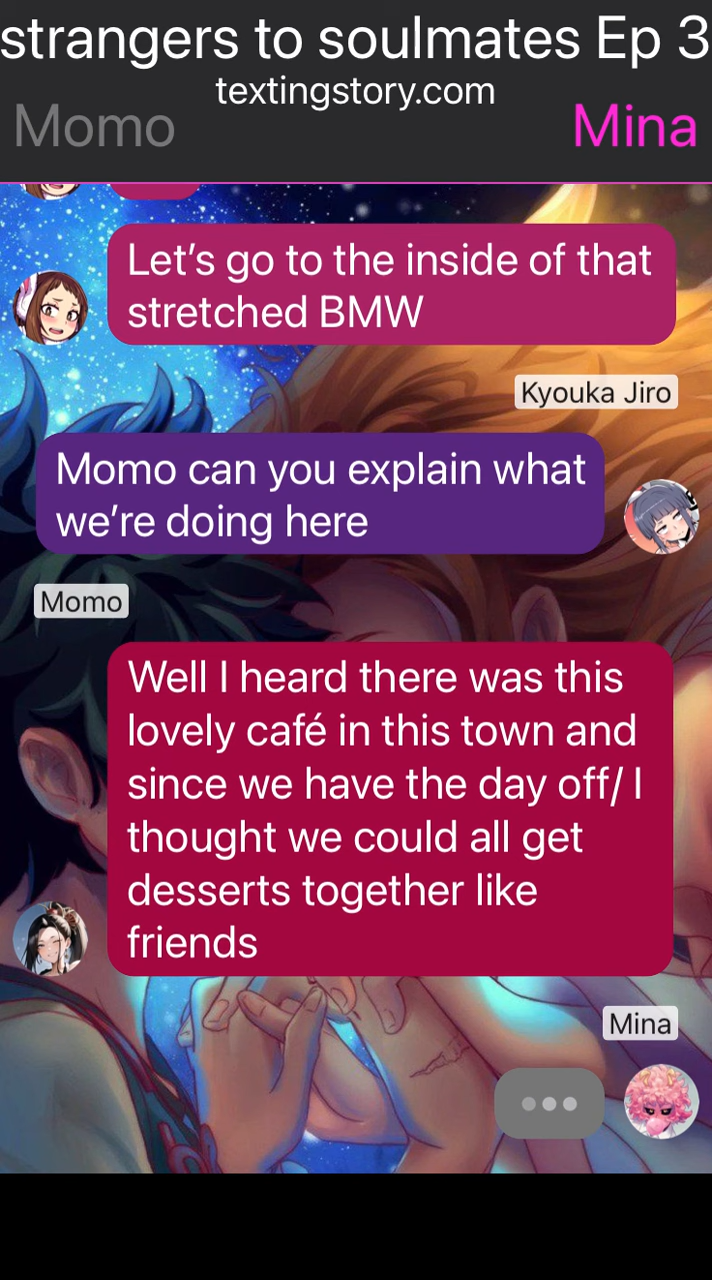 strangers to soulmates Ep 3
textingstory.com
Momo
Mina
Let’s go to the inside of that
stretched BMW
Kyouka Jiro
Momo can you explain what
we’re doing here
Momo
Well I heard there was this
lovely café in this town and
since we have the day off/ I
thought we could all get
desserts together like
friends
Mina